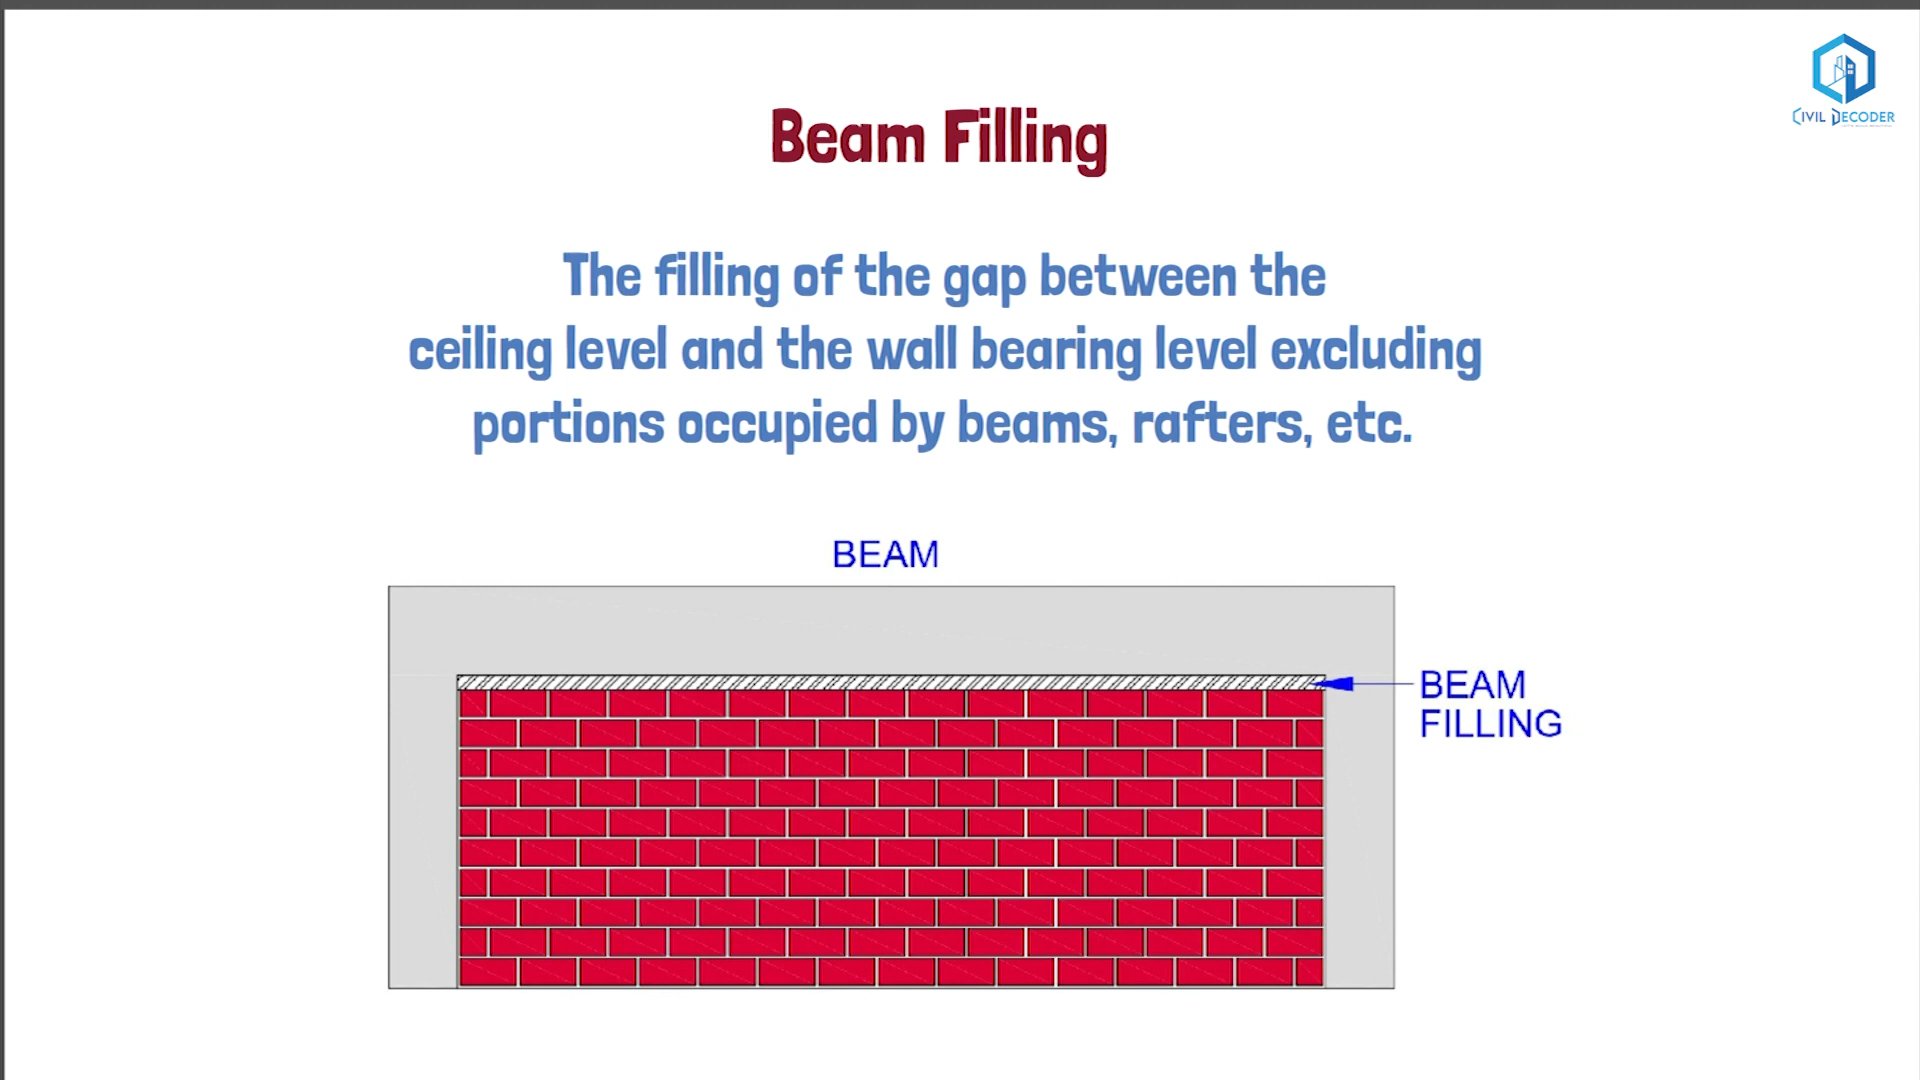 CIVIL DECODER
Beam Filling
The filling of the gap between the
ceiling level and the wall bearing level excluding
portions occupied by beams, rafters, etc.
BEAM
BEAM
FILLING